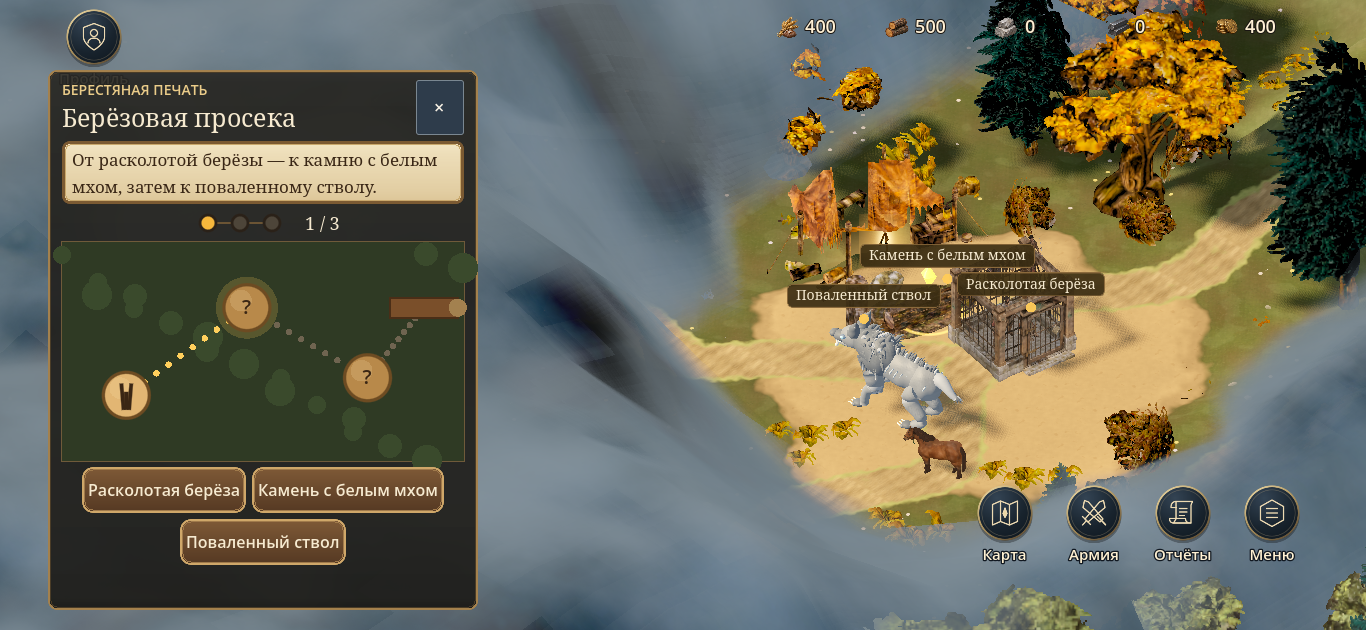 400
500
0
0
400
Профиль
БЕРЕСТЯНАЯ ПЕЧАТЬ
Берёзовая просека
×
От расколотой берёзы — к камню с белым
мхом, затем к поваленному стволу.
1 / 3
?
?
Расколотая берёза
Камень с белым мхом
Поваленный ствол
Камень с белым мхом
Расколотая берёза
Поваленный ствол
Карта
Армия
Отчёты
Меню